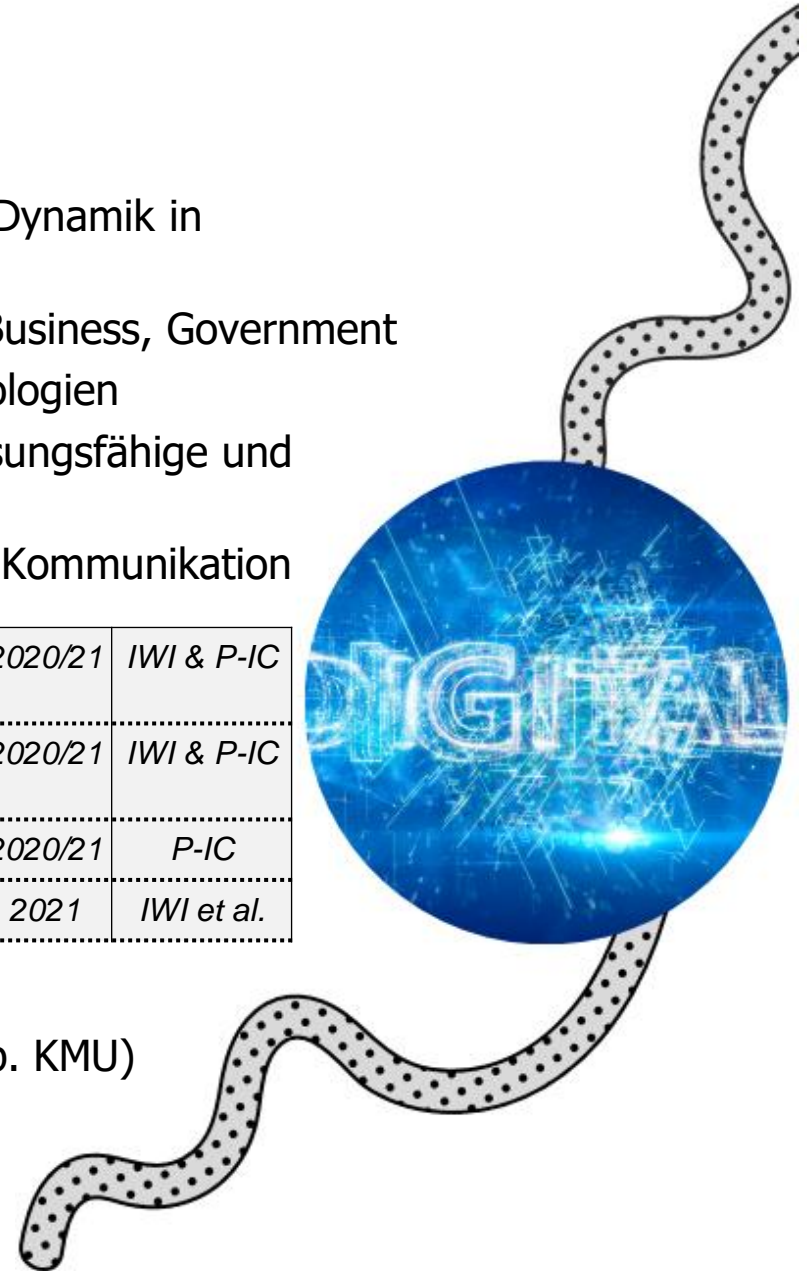 Dynamik in
Business, Government
ologien
sungsfähige und
Kommunikation
2020/21 IWI & P-IC
2020/21 IWI & P-IC
2020/21 P-IC
2021 IWI et al.
. KMU)
DIGITAL